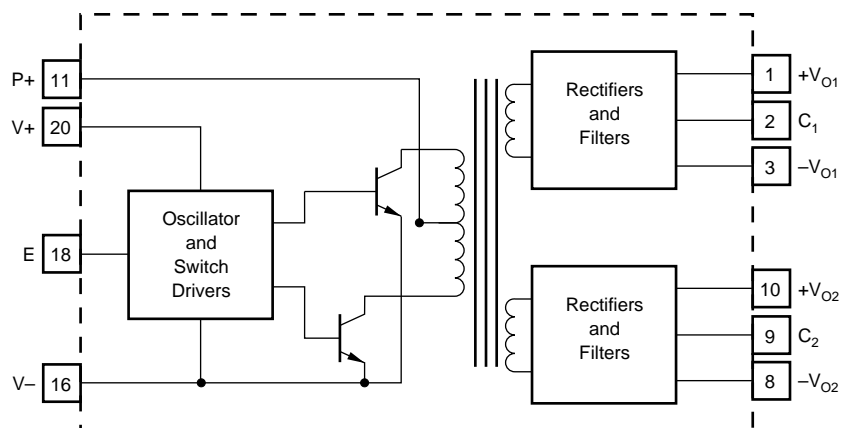 P+ 11
V+ 20
E 18
V– 16
Oscillator
and
Switch
Drivers
Rectifiers
and
Filters
1 +VO1
2 C1
3 –VO1
Rectifiers
and
Filters
10 +VO2
9 C2
8 –VO2